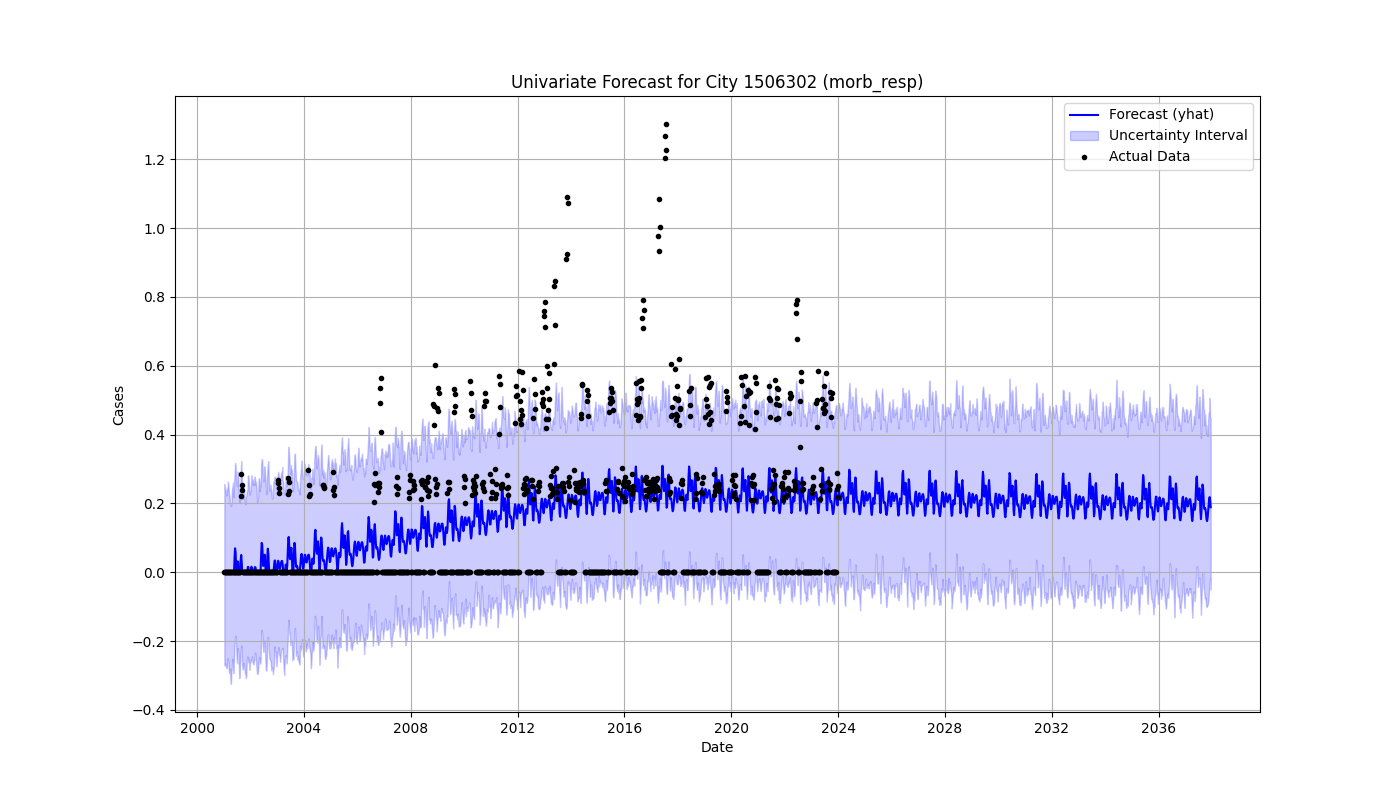 Univariate Forecast for City 1506302 (morb_resp)
Forecast (yhat)
Uncertainty Interval
Actual Data
Cases
1.2
1.0
0.8
0.6
0.4
0.2
0.0
−0.2
−0.4
2000 2004 2008 2012 2016 2020 2024 2028 2032 2036
Date